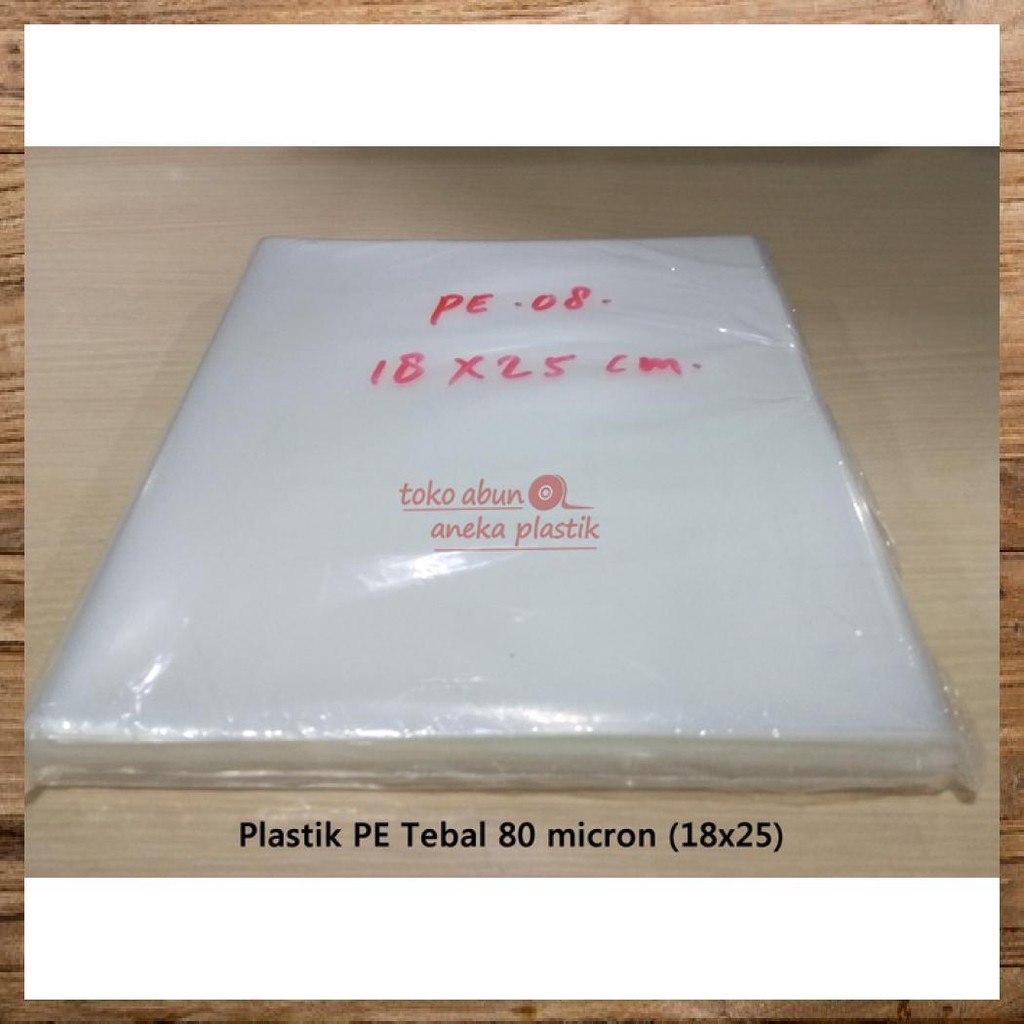 PE .08.
18 x 25 cm.
toko abun
aneka plastik
Plastik PE Tebal 80 micron (18x25)